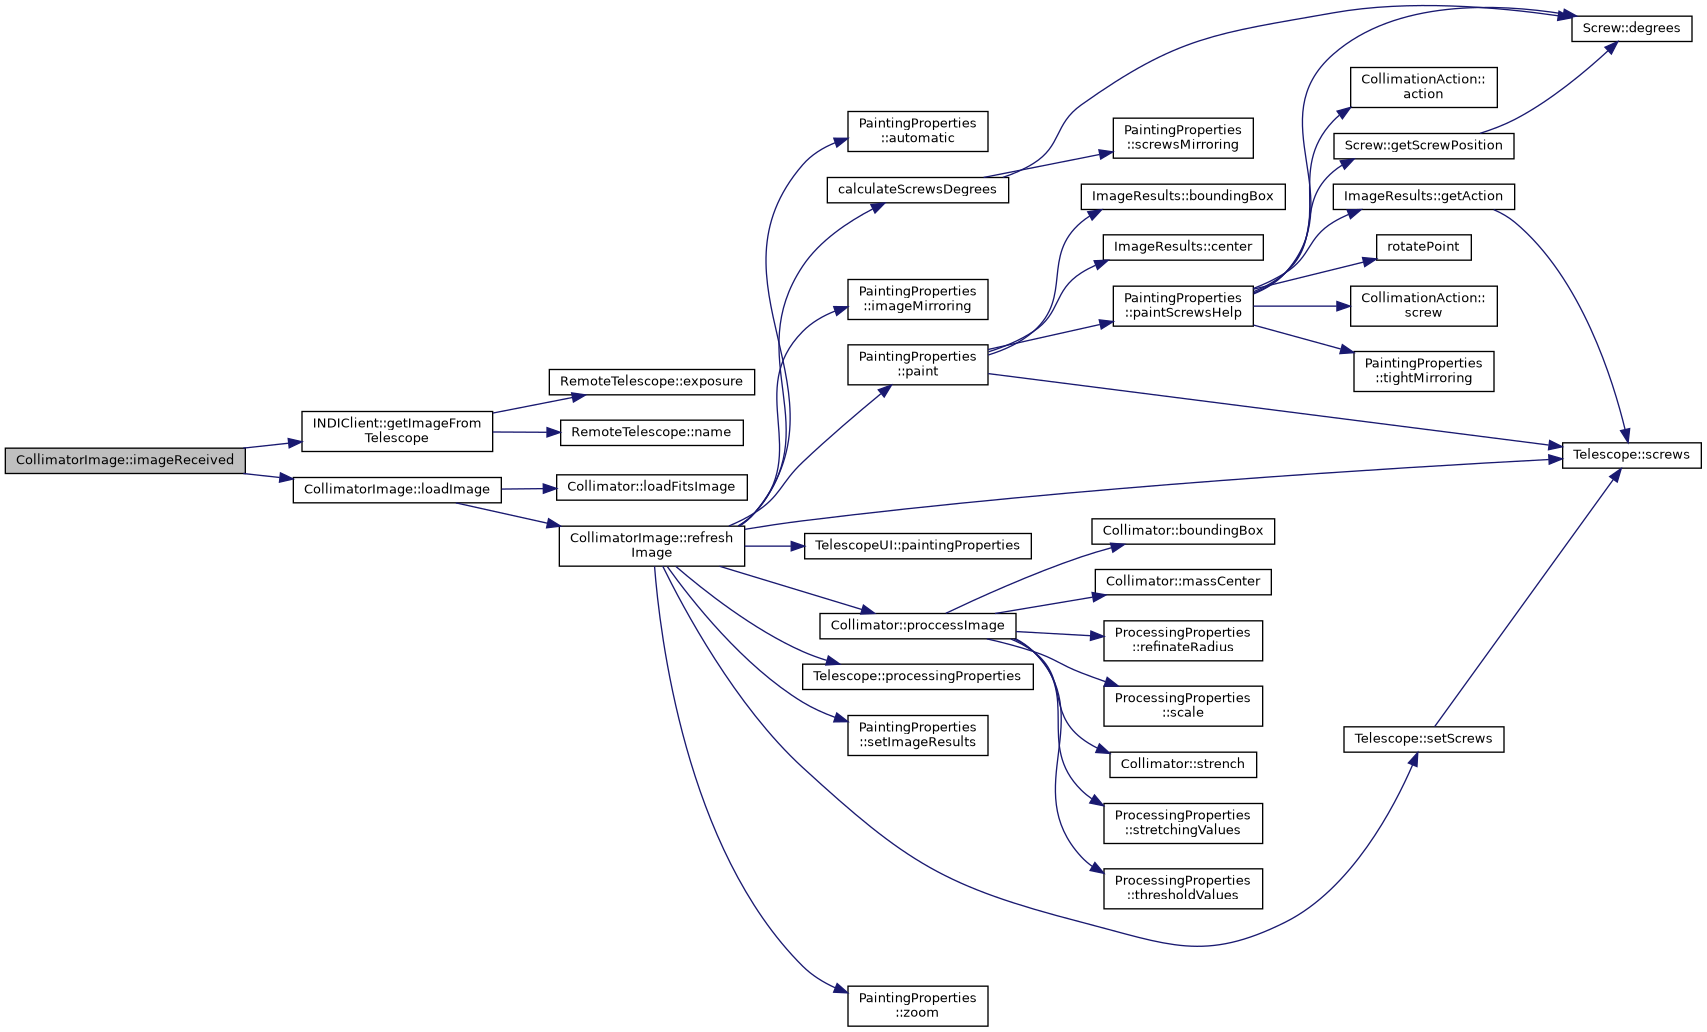 Screw::degrees
CollimationAction::
action
PaintingProperties
::automatic
PaintingProperties
::screwsMirroring
Screw::getScrewPosition
calculateScrewsDegrees
ImageResults::boundingBox
ImageResults::getAction
ImageResults::center
rotatePoint
PaintingProperties
::imageMirroring
PaintingProperties
::paintScrewsHelp
CollimationAction::
screw
PaintingProperties
::paint
PaintingProperties
::tightMirroring
RemoteTelescope::exposure
INDIClient::getImageFrom
Telescope
RemoteTelescope::name
CollimatorImage::imageReceived
Telescope::screws
CollimatorImage::loadImage
Collimator::loadFitsImage
CollimatorImage::refresh
Image
TelescopeUI::paintingProperties
Collimator::boundingBox
Collimator::massCenter
Collimator::proccessImage
ProcessingProperties
::refinateRadius
Telescope::processingProperties
ProcessingProperties
::scale
PaintingProperties
::setImageResults
Telescope::setScrews
Collimator::strench
ProcessingProperties
::stretchingValues
ProcessingProperties
::thresholdValues
PaintingProperties
::zoom